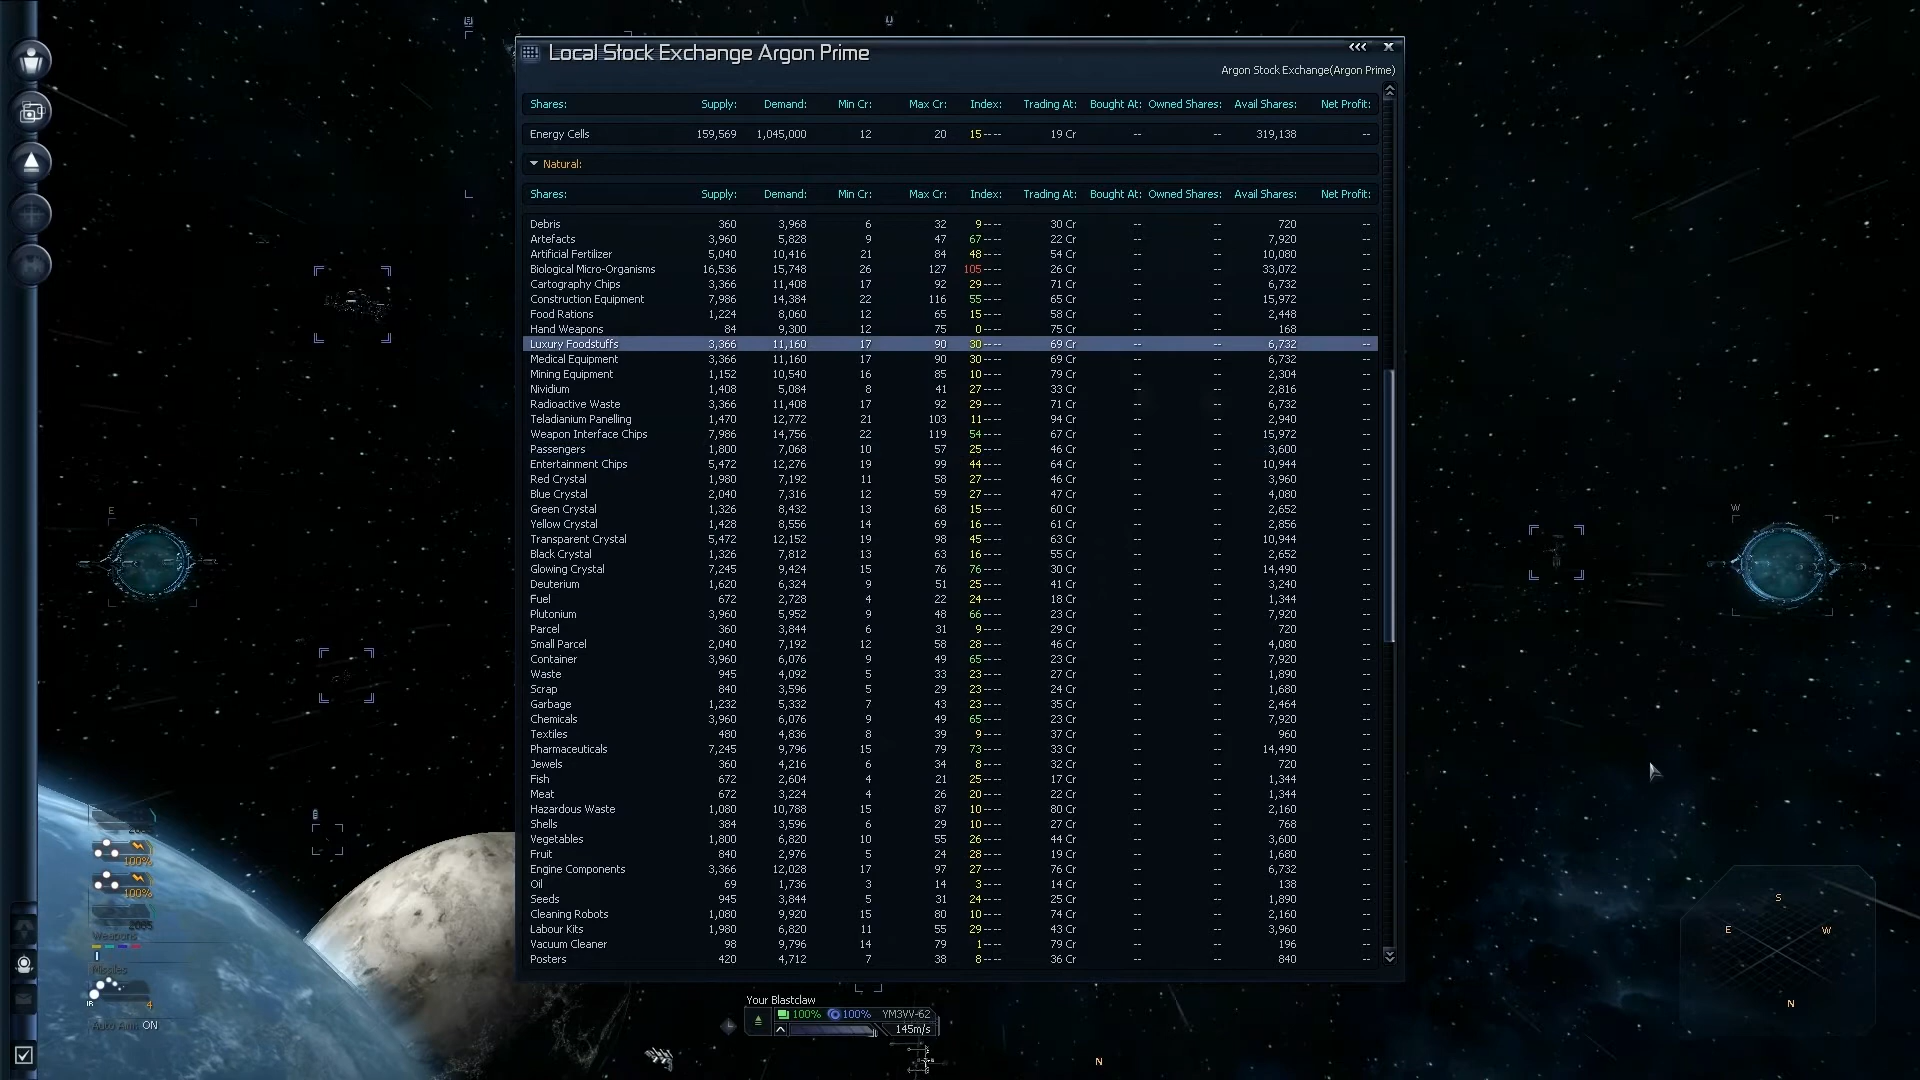 Local Stock Exchange Argon Prime
Argon Stock Exchange(Argon Prime)
Shares: Supply: Demand: Min Cr: Max Cr: Index: Trading At: Bought At: Owned Shares: Avail Shares: Net Profit:
Energy Cells 159,569 1,045,000 12 20 15---- 19 Cr -- -- 319,138 --
Natural:
Shares: Supply: Demand: Min Cr: Max Cr: Index: Trading At: Bought At: Owned Shares: Avail Shares: Net Profit:
Debris 360 3,968 6 32 9---- 30 Cr -- -- 720 --
Artefacts 3,960 5,828 9 47 67---- 22 Cr -- -- 7,920 --
Artificial Fertilizer 5,040 10,416 21 84 48---- 54 Cr -- -- 10,080 --
Biological Micro-Organisms 16,536 15,748 26 127 105---- 26 Cr -- -- 33,072 --
Cartography Chips 3,366 11,408 17 92 29---- 71 Cr -- -- 6,732 --
Construction Equipment 7,986 14,384 22 116 55---- 65 Cr -- -- 15,972 --
Food Rations 1,224 8,060 12 65 15---- 58 Cr -- -- 2,448 --
Hand Weapons 84 9,300 12 75 0---- 75 Cr -- -- 168 --
Luxury Foodstuffs 3,366 11,160 17 90 30---- 69 Cr -- -- 6,732 --
Medical Equipment 3,366 11,160 17 90 30---- 69 Cr -- -- 6,732 --
Mining Equipment 1,152 10,540 16 85 10---- 79 Cr -- -- 2,304 --
Nividium 1,408 5,084 8 41 27---- 33 Cr -- -- 2,816 --
Radioactive Waste 3,366 11,408 17 92 29---- 71 Cr -- -- 6,732 --
Teladianium Panelling 1,470 12,772 21 103 11---- 94 Cr -- -- 2,940 --
Weapon Interface Chips 7,986 14,756 22 119 54---- 67 Cr -- -- 15,972 --
Passengers 1,800 7,068 10 57 25---- 46 Cr -- -- 3,600 --
Entertainment Chips 5,472 12,276 19 99 44---- 64 Cr -- -- 10,944 --
Red Crystal 1,980 7,192 11 58 27---- 46 Cr -- -- 3,960 --
Blue Crystal 2,040 7,316 12 59 27---- 47 Cr -- -- 4,080 --
Green Crystal 1,326 8,432 13 68 15---- 60 Cr -- -- 2,652 --
Yellow Crystal 1,428 8,556 14 69 16---- 61 Cr -- -- 2,856 --
Transparent Crystal 5,472 12,152 19 98 45---- 63 Cr -- -- 10,944 --
Black Crystal 1,326 7,812 13 63 16---- 55 Cr -- -- 2,652 --
Glowing Crystal 7,245 9,424 15 76 76---- 30 Cr -- -- 14,490 --
Deuterium 1,620 6,324 9 51 25---- 41 Cr -- -- 3,240 --
Fuel 672 2,728 4 22 24---- 18 Cr -- -- 1,344 --
Plutonium 3,960 5,952 9 48 66---- 23 Cr -- -- 7,920 --
Parcel 360 3,844 6 31 9---- 29 Cr -- -- 720 --
Small Parcel 2,040 7,192 12 58 28---- 46 Cr -- -- 4,080 --
Container 3,960 6,076 9 49 65---- 23 Cr -- -- 7,920 --
Waste 945 4,092 5 33 23---- 27 Cr -- -- 1,890 --
Scrap 840 3,596 5 29 23---- 24 Cr -- -- 1,680 --
Garbage 1,232 5,332 7 43 23---- 35 Cr -- -- 2,464 --
Chemicals 3,960 6,076 9 49 65---- 23 Cr -- -- 7,920 --
Textiles 480 4,836 8 39 9---- 37 Cr -- -- 960 --
Pharmaceuticals 7,245 9,796 15 79 73---- 33 Cr -- -- 14,490 --
Jewels 360 4,216 6 34 8---- 32 Cr -- -- 720 --
Fish 672 2,604 4 21 25---- 17 Cr -- -- 1,344 --
Meat 672 3,224 4 26 20---- 22 Cr -- -- 1,344 --
Hazardous Waste 1,080 10,788 15 87 10---- 80 Cr -- -- 2,160 --
Shells 384 3,596 6 29 10---- 27 Cr -- -- 768 --
Vegetables 1,800 6,820 10 55 26---- 44 Cr -- -- 3,600 --
Fruit 840 2,976 5 24 28---- 19 Cr -- -- 1,680 --
Engine Components 3,366 12,028 17 97 27---- 76 Cr -- -- 6,732 --
Oil 69 1,736 3 14 3---- 14 Cr -- -- 138 --
Seeds 945 3,844 5 31 24---- 25 Cr -- -- 1,890 --
Cleaning Robots 1,080 9,920 15 80 10---- 74 Cr -- -- 2,160 --
Labour Kits 1,980 6,820 11 55 29---- 43 Cr -- -- 3,960 --
Vacuum Cleaner 98 9,796 14 79 1---- 79 Cr -- -- 196 --
Posters 420 4,712 7 38 8---- 36 Cr -- -- 840 --
E
W
100%
100%
2065
Weapons
1
Missiles
IR 4
Auto Aim ON
Your Blastclaw
100% 100% YM3VV-62
145m/s
S
E W
N
N